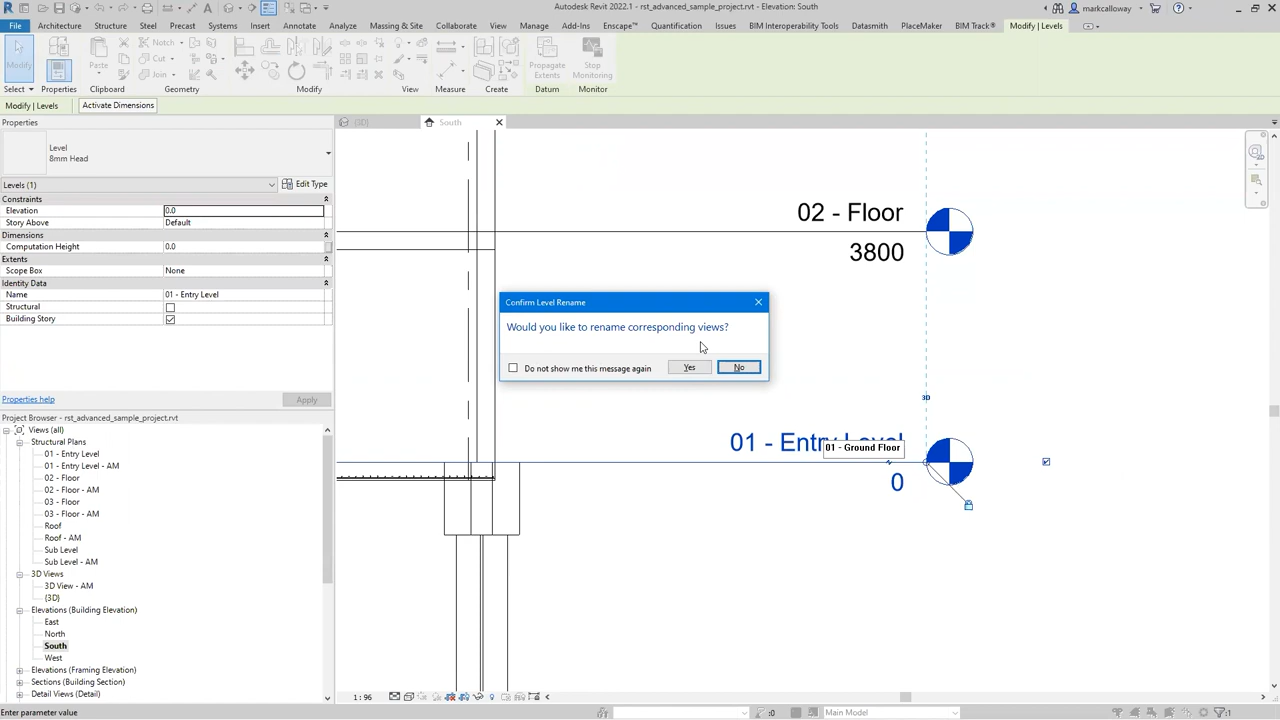 Autodesk Revit 2022.1 - rst_advanced_sample_project.rvt - Elevation: South
markcalloway
File
Architecture
Structure
Steel
Precast
Systems
Insert
Annotate
Analyze
Massing & Site
Collaborate
View
Manage
Add-Ins
Enscape™
Quantification
Issues
BIM Interoperability Tools
Datasmith
PlaceMaker
BIM Track
Modify | Levels
Modify
Paste
Notch
Cut
Join
Propagate
Extents
Stop
Monitoring
Select
Properties
Clipboard
Geometry
Modify
View
Measure
Create
Datum
Monitor
Modify | Levels
Activate Dimensions
Properties
{3D}
South
Level
8mm Head
Levels (1)
Edit Type
Constraints
Elevation 0.0
Story Above Default
Dimensions
Computation Height 0.0
Extents
Scope Box None
Identity Data
Name 01 - Entry Level
Structural
Building Story
Properties help
Apply
Project Browser - rst_advanced_sample_project.rvt
Views (all)
Structural Plans
01 - Entry Level
01 - Entry Level - AM
02 - Floor
02 - Floor - AM
03 - Floor
03 - Floor - AM
Roof
Roof - AM
Sub Level
Sub Level - AM
3D Views
3D View - AM
{3D}
Elevations (Building Elevation)
East
North
South
West
Elevations (Framing Elevation)
Sections (Building Section)
Detail Views (Detail)
02 - Floor
3800
Confirm Level Rename
Would you like to rename corresponding views?
Do not show me this message again
Yes
No
3D
01 - Entry Level
01 - Ground Floor
0
1 : 96
Enter parameter value
:0
Main Model
:1